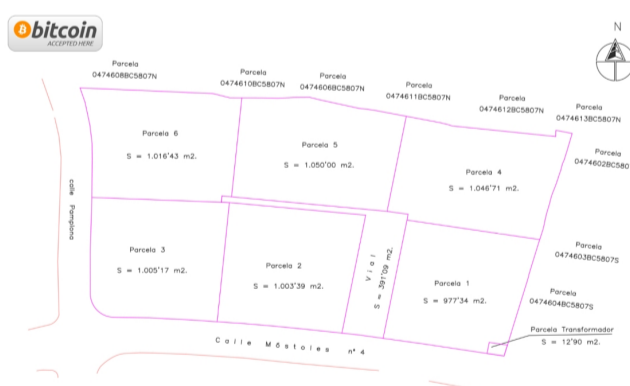 bitcoin
ACCEPTED HERE
N
Parcela
0474608BC5807N
Parcela
0474610BC5807N
Parcela
0474606BC5807N
Parcela
0474611BC5807N
Parcela
0474612BC5807N
Parcela
0474613BC5807N
Parcela
0474602BC580
Parcela 6
S = 1.016'43 m2.
Parcela 5
S = 1.050'00 m2.
Parcela 4
S = 1.046'71 m2.
calle Pamplona
Parcela 3
S = 1.005'17 m2.
Parcela 2
S = 1.003'39 m2.
Vial
S = 391'09 m2.
Parcela 1
S = 977'34 m2.
Parcela
0474603BC5807S
Parcela
0474604BC5807S
Parcela Transformador
S = 12'90 m2.
Calle Móstoles nº 4